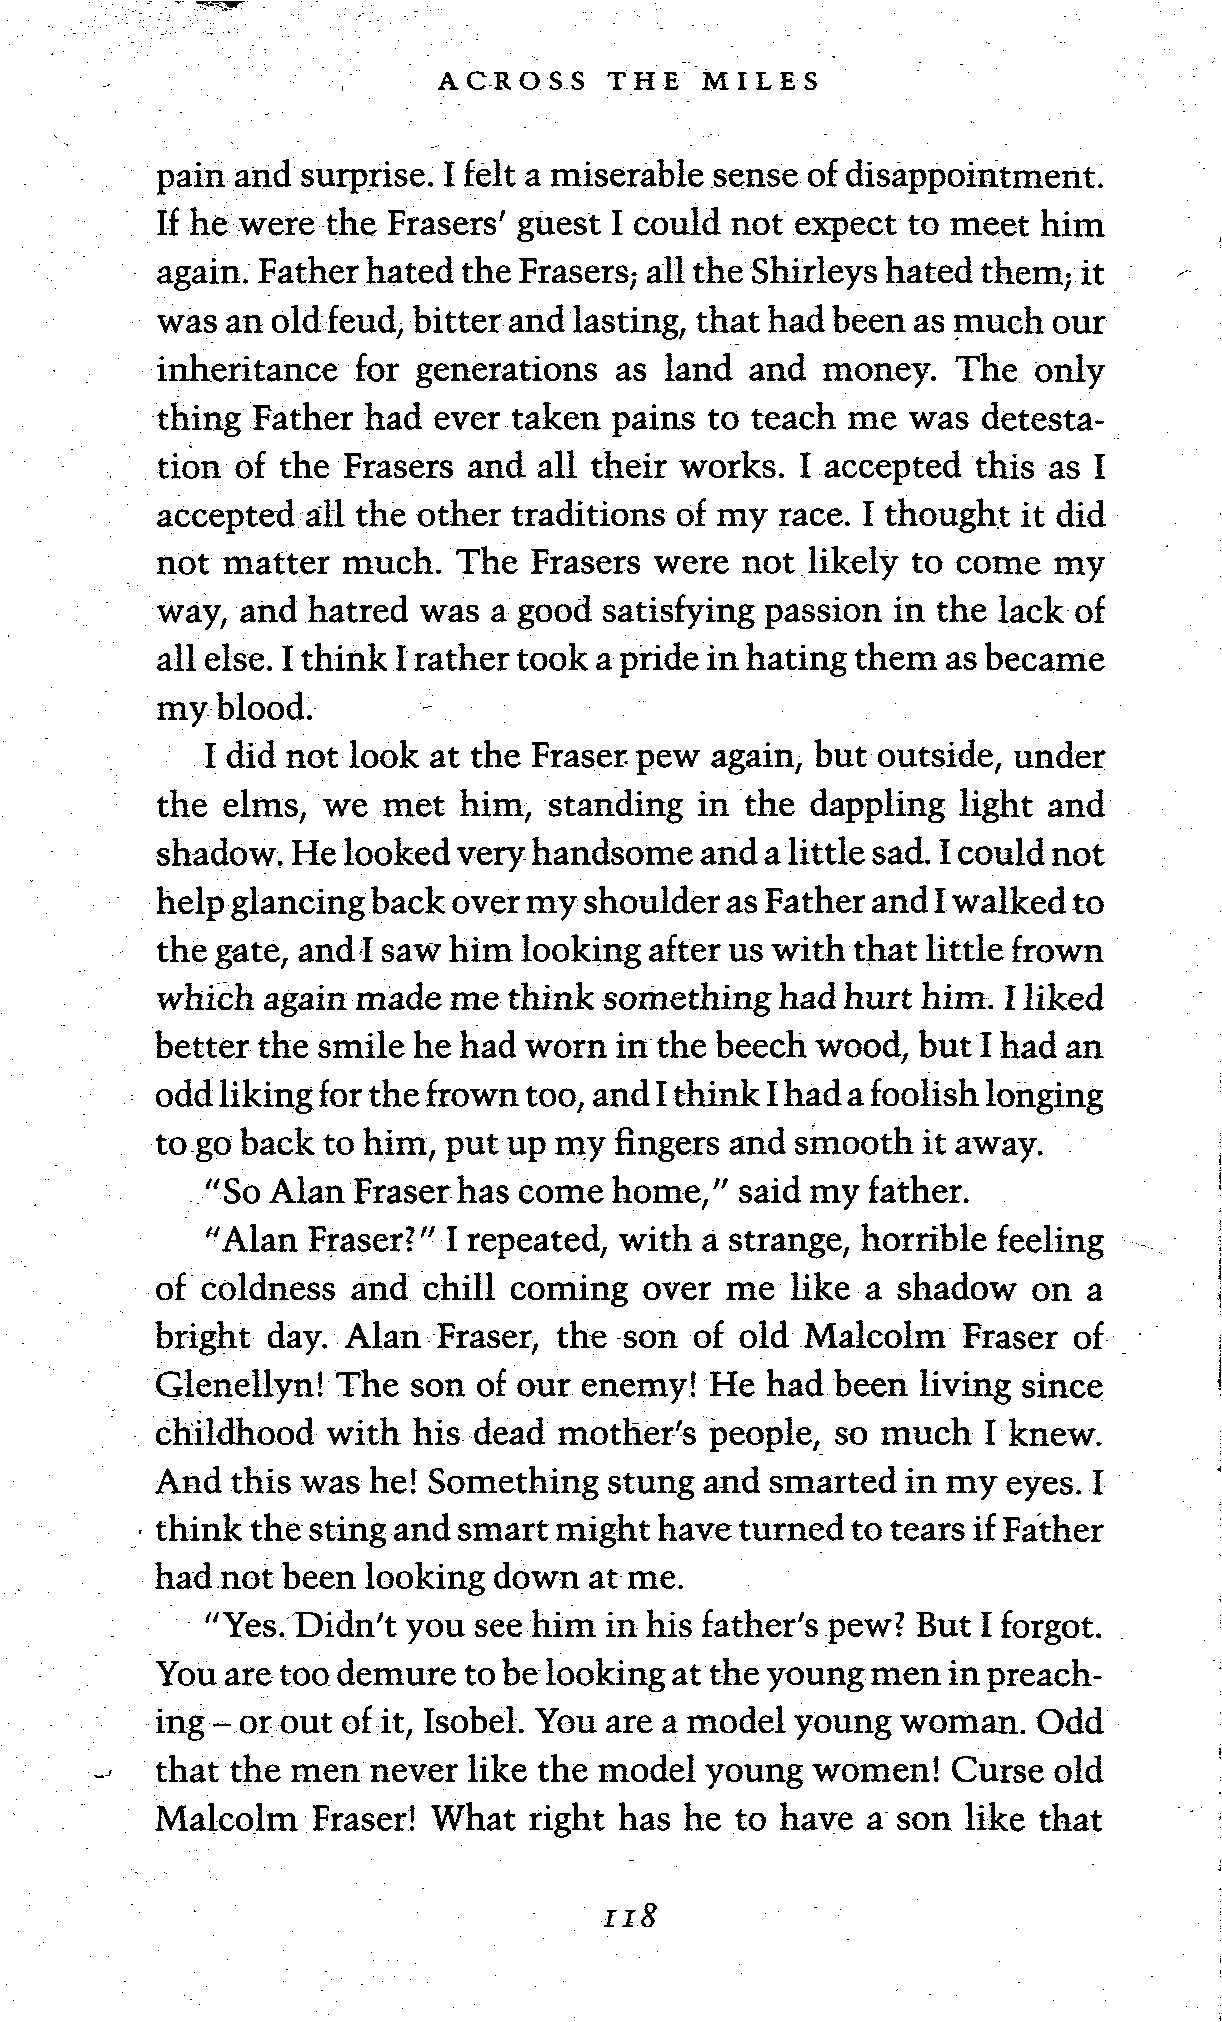 ACROSS THE MILES
pain and surprise. I felt a miserable sense of disappointment.
If he were the Frasers' guest I could not expect to meet him
again. Father hated the Frasers; all the Shirleys hated them; it
was an old feud, bitter and lasting, that had been as much our
inheritance for generations as land and money. The only
thing Father had ever taken pains to teach me was detesta-
tion of the Frasers and all their works. I accepted this as I
accepted all the other traditions of my race. I thought it did
not matter much. The Frasers were not likely to come my
way, and hatred was a good satisfying passion in the lack of
all else. I think I rather took a pride in hating them as became
my blood.
I did not look at the Fraser pew again, but outside, under
the elms, we met him, standing in the dappling light and
shadow. He looked very handsome and a little sad. I could not
help glancing back over my shoulder as Father and I walked to
the gate, and I saw him looking after us with that little frown
which again made me think something had hurt him. I liked
better the smile he had worn in the beech wood, but I had an
odd liking for the frown too, and I think I had a foolish longing
to go back to him, put up my fingers and smooth it away.
"So Alan Fraser has come home," said my father.
"Alan Fraser?" I repeated, with a strange, horrible feeling
of coldness and chill coming over me like a shadow on a
bright day. Alan Fraser, the son of old Malcolm Fraser of
Glenellyn! The son of our enemy! He had been living since
childhood with his dead mother's people, so much I knew.
And this was he! Something stung and smarted in my eyes. I
think the sting and smart might have turned to tears if Father
had not been looking down at me.
"Yes. Didn't you see him in his father's pew? But I forgot.
You are too demure to be looking at the young men in preach-
ing – or out of it, Isobel. You are a model young woman. Odd
that the men never like the model young women! Curse old
Malcolm Fraser! What right has he to have a son like that
118